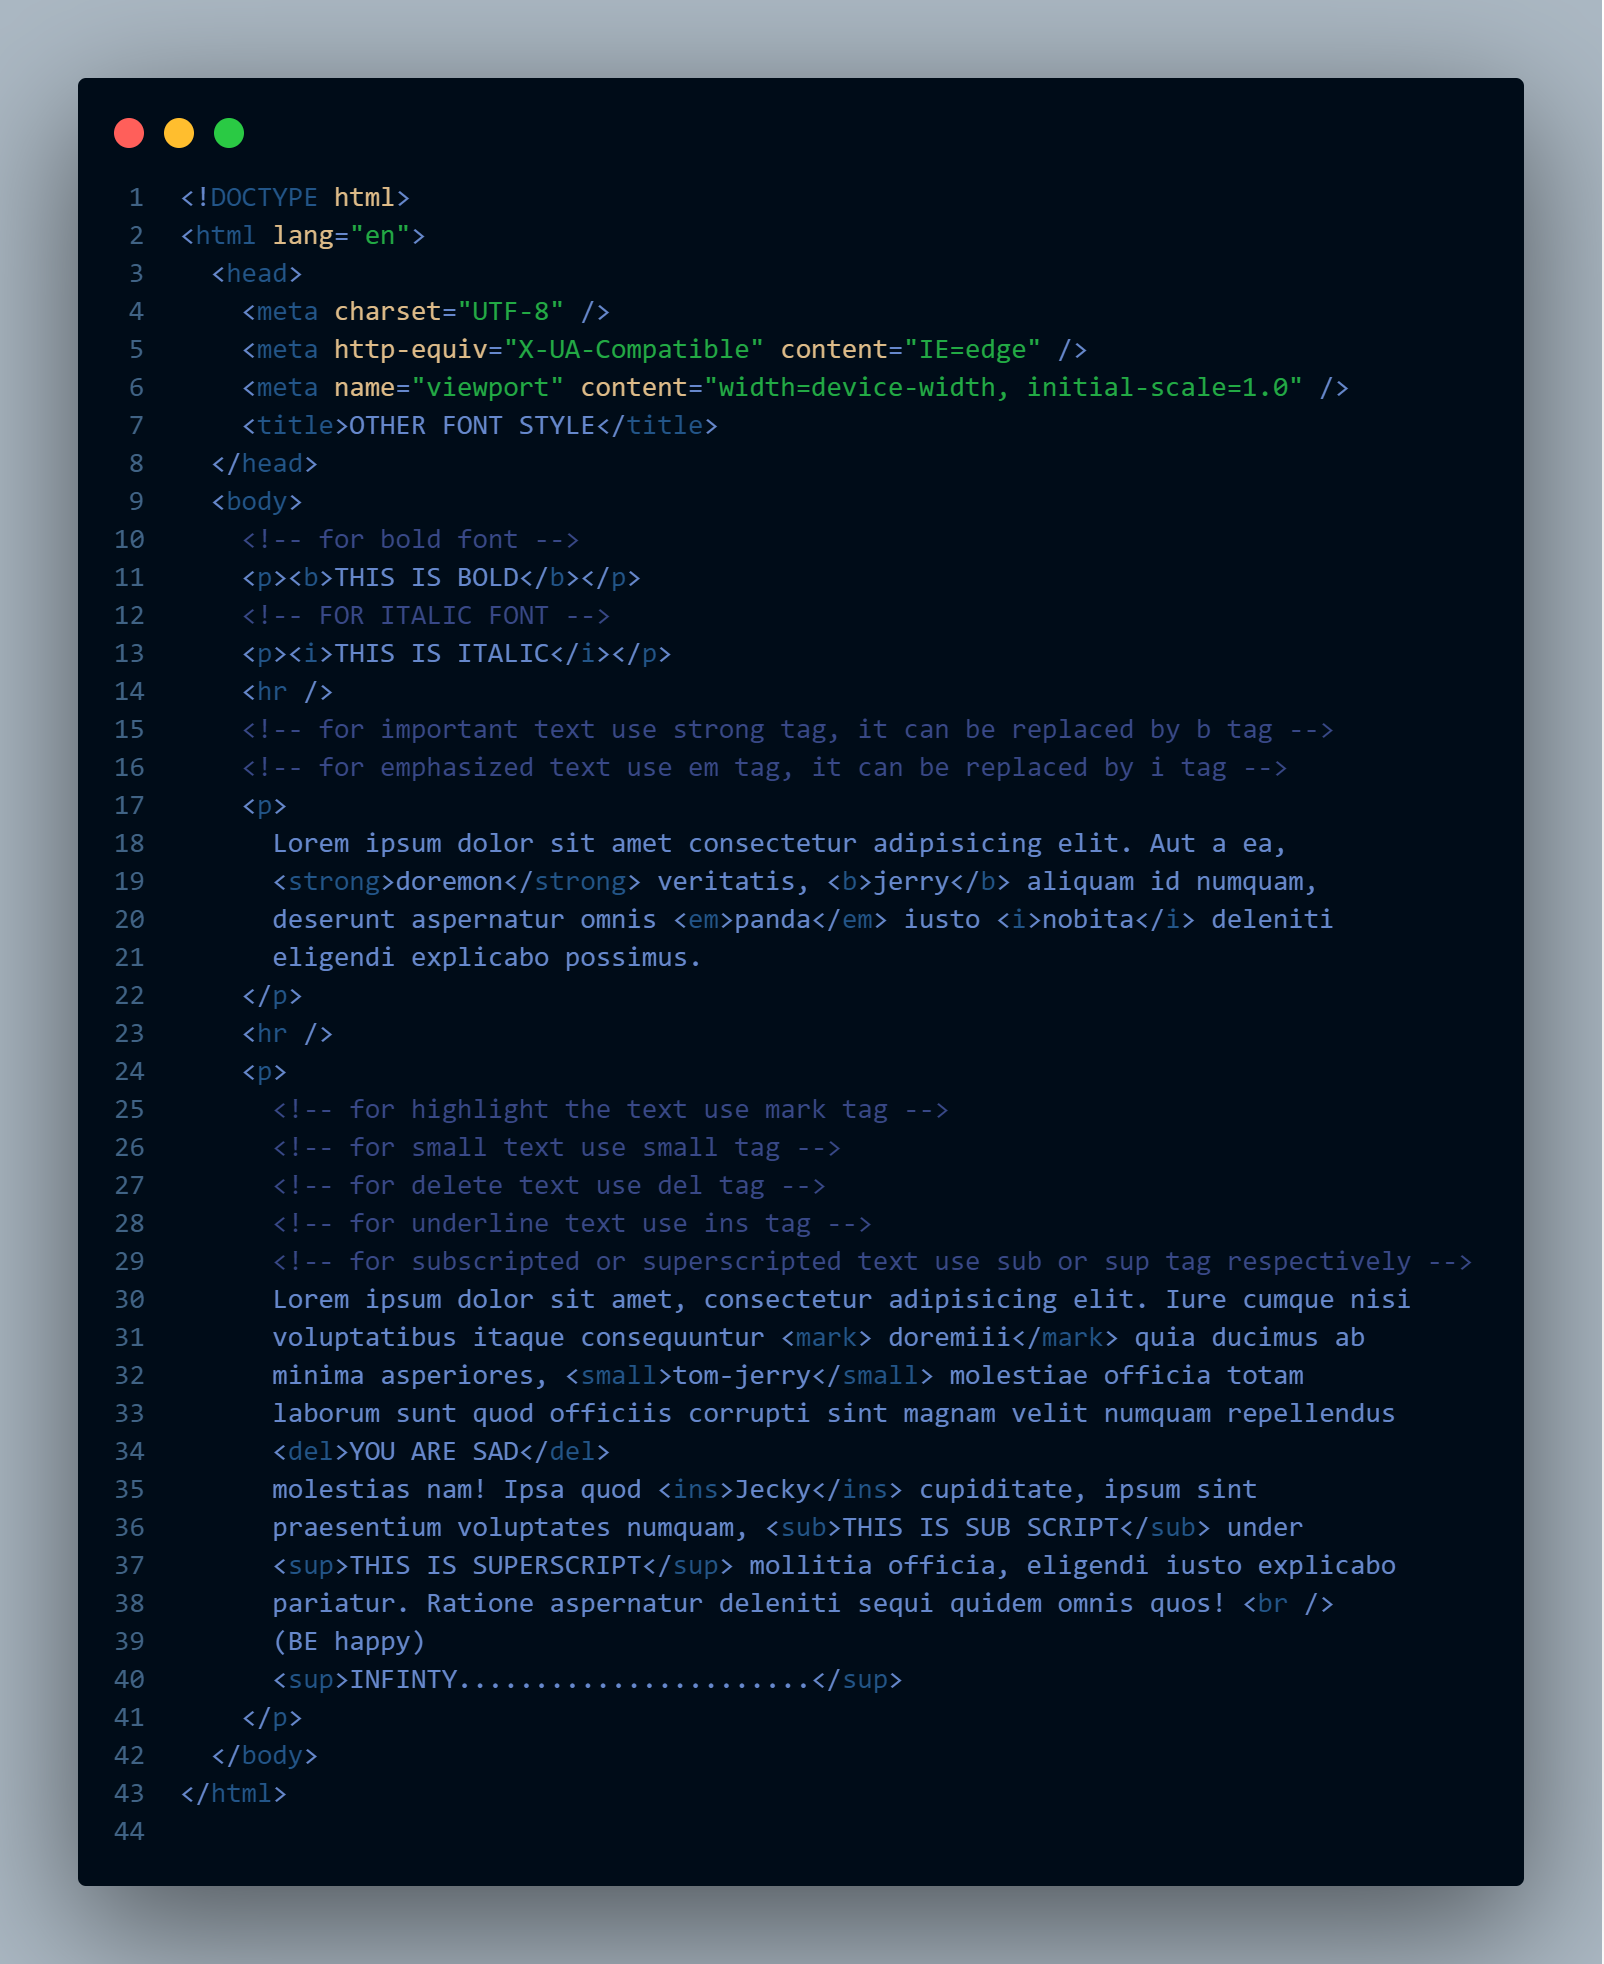 1 <!DOCTYPE html>
2 <html lang="en">
3   <head>
4     <meta charset="UTF-8" />
5     <meta http-equiv="X-UA-Compatible" content="IE=edge" />
6     <meta name="viewport" content="width=device-width, initial-scale=1.0" />
7     <title>OTHER FONT STYLE</title>
8   </head>
9   <body>
10     <!-- for bold font -->
11     <p><b>THIS IS BOLD</b></p>
12     <!-- FOR ITALIC FONT -->
13     <p><i>THIS IS ITALIC</i></p>
14     <hr />
15     <!-- for important text use strong tag, it can be replaced by b tag -->
16     <!-- for emphasized text use em tag, it can be replaced by i tag -->
17     <p>
18       Lorem ipsum dolor sit amet consectetur adipisicing elit. Aut a ea,
19       <strong>doremon</strong> veritatis, <b>jerry</b> aliquam id numquam,
20       deserunt aspernatur omnis <em>panda</em> iusto <i>nobita</i> deleniti
21       eligendi explicabo possimus.
22     </p>
23     <hr />
24     <p>
25       <!-- for highlight the text use mark tag -->
26       <!-- for small text use small tag -->
27       <!-- for delete text use del tag -->
28       <!-- for underline text use ins tag -->
29       <!-- for subscripted or superscripted text use sub or sup tag respectively -->
30       Lorem ipsum dolor sit amet, consectetur adipisicing elit. Iure cumque nisi
31       voluptatibus itaque consequuntur <mark> doremiii</mark> quia ducimus ab
32       minima asperiores, <small>tom-jerry</small> molestiae officia totam
33       laborum sunt quod officiis corrupti sint magnam velit numquam repellendus
34       <del>YOU ARE SAD</del>
35       molestias nam! Ipsa quod <ins>Jecky</ins> cupiditate, ipsum sint
36       praesentium voluptates numquam, <sub>THIS IS SUB SCRIPT</sub> under
37       <sup>THIS IS SUPERSCRIPT</sup> mollitia officia, eligendi iusto explicabo
38       pariatur. Ratione aspernatur deleniti sequi quidem omnis quos! <br />
39       (BE happy)
40       <sup>INFINTY.......................</sup>
41     </p>
42   </body>
43 </html>
44